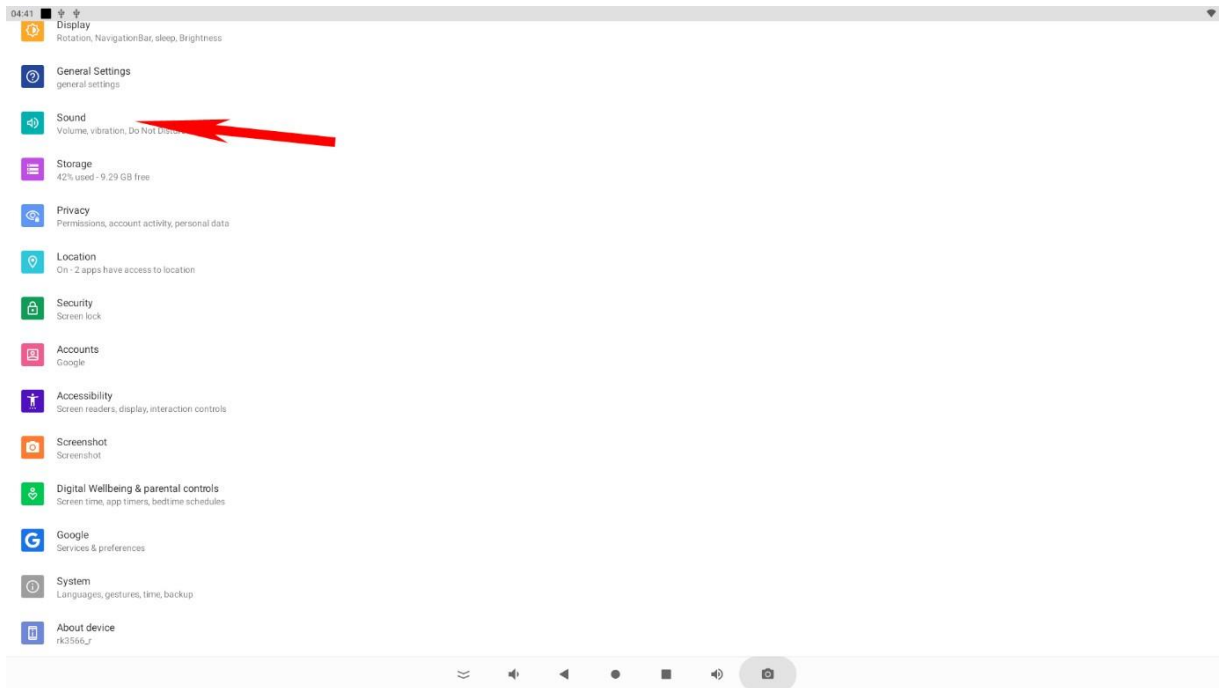 04:41
Display
Rotation, NavigationBar, sleep, Brightness
General Settings
general settings
Sound
Volume, vibration, Do Not
Storage
42% used - 9.29 GB free
Privacy
Permissions, account activity, personal data
Location
On - 2 apps have access to location
Security
Screen lock
Accounts
Google
Accessibility
Screen readers, display, interaction controls
Screenshot
Screenshot
Digital Wellbeing & parental controls
Screen time, app timers, bedtime schedules
G
Google
Services & preferences
System
Languages, gestures, time, backup
About device
rk3566_r